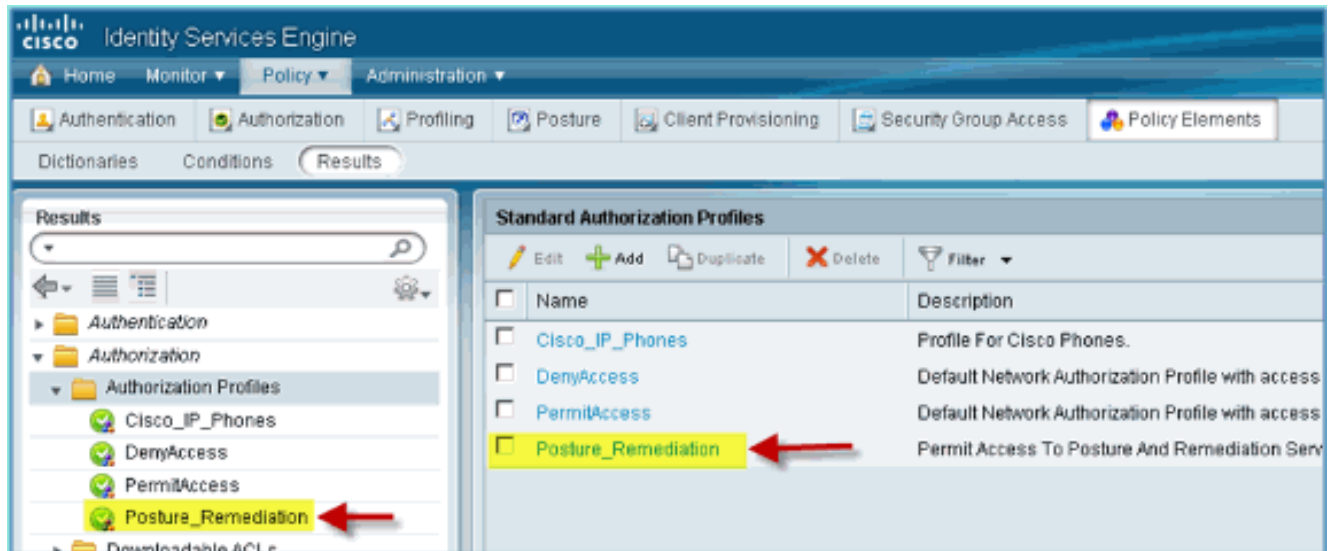 cisco Identity Services Engine
Home Monitor Policy Administration
Authentication Authorization Profiling Posture Client Provisioning Security Group Access Policy Elements
Dictionaries Conditions Results
Results
Authentication
Authorization
Authorization Profiles
Cisco_IP_Phones
DenyAccess
PermitAccess
Posture_Remediation
Downloadable ACLs
Standard Authorization Profiles
Edit Add Duplicate Delete Filter
Name Description
Cisco_IP_Phones Profile For Cisco Phones.
DenyAccess Default Network Authorization Profile with access
PermitAccess Default Network Authorization Profile with access
Posture_Remediation Permit Access To Posture And Remediation Serv